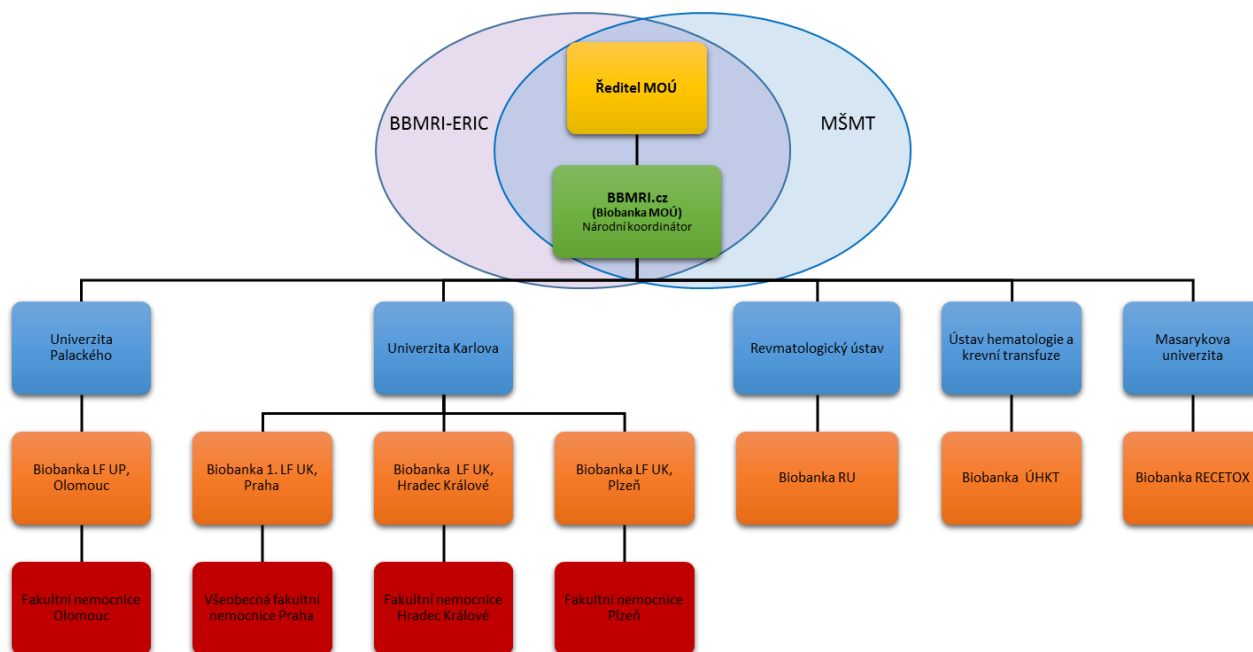 Ředitel MOÚ
BBMRI-ERIC
MŠMT
BBMRI.cz
(Biobanka MOÚ)
Národní koordinátor
Univerzita
Palackého
Univerzita Karlova
Revmatologický ústav
Ústav hematologie a
krevní transfuze
Masarykova
univerzita
Biobanka LF UP,
Olomouc
Biobanka 1. LF UK,
Praha
Biobanka LF UK,
Hradec Králové
Biobanka LF UK,
Plzeň
Biobanka RU
Biobanka ÚHKT
Biobanka RECETOX
Fakultní nemocnice
Olomouc
Všeobecná fakultní
nemocnice Praha
Fakultní nemocnice
Hradec Králové
Fakultní nemocnice
Plzeň